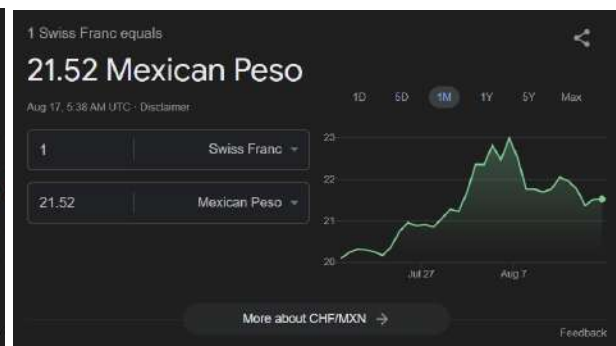 1 Swiss Franc equals
21.52 Mexican Peso
Aug 17, 5:38 AM UTC · Disclaimer
1D 5D 1M 1Y 5Y Max
1 Swiss Franc
21.52 Mexican Peso
23
22
21
20
Jul 27 Aug 7
More about CHF/MXN →
Feedback